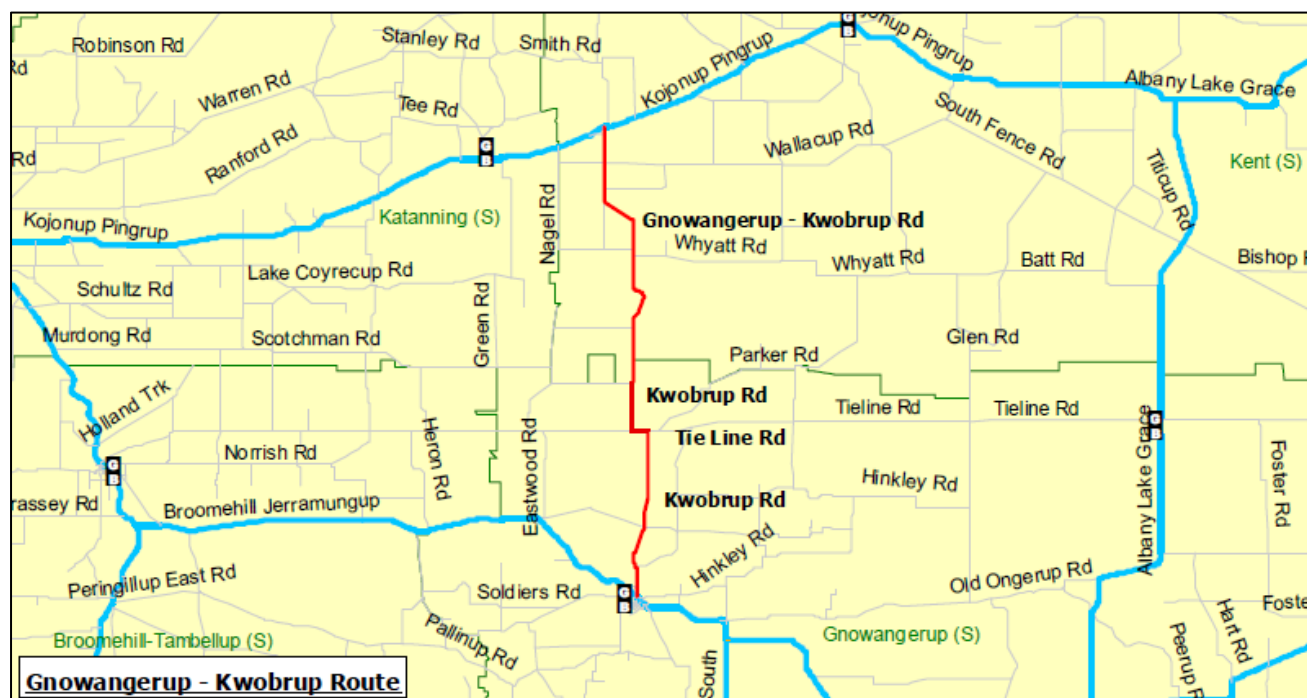 Robinson Rd
Stanley Rd
Smith Rd
Kojonup Pingrup
Pingrup
Albany Lake Grace
Warren Rd
Tee Rd
South Fence Rd
Rd
Ranford Rd
Wallacup Rd
Kent (S)
Titicup Rd
Katanning (S)
Nagel Rd
Gnowangerup - Kwobrup Rd
Kojonup Pingrup
Whyatt Rd
Whyatt Rd
Batt Rd
Bishop
Lake Coyrecup Rd
Schultz Rd
Green Rd
Murdong Rd
Scotchman Rd
Glen Rd
Parker Rd
Holland Trk
Kwobrup Rd
Tieline Rd
Tieline Rd
Heron Rd
Eastwood Rd
Tie Line Rd
Norrish Rd
Albany Lake Grace
Foster Rd
Hinkley Rd
Rd
Broomehill Jerramungup
Kwobrup Rd
Hinkley Rd
Peringillup East Rd
Soldiers Rd
Old Ongerup Rd
Hart Rd
Foste
Broomehill-Tambellup (S)
Pallinup Rd
Gnowangerup (S)
Peerup
South
Gnowangerup - Kwobrup Route